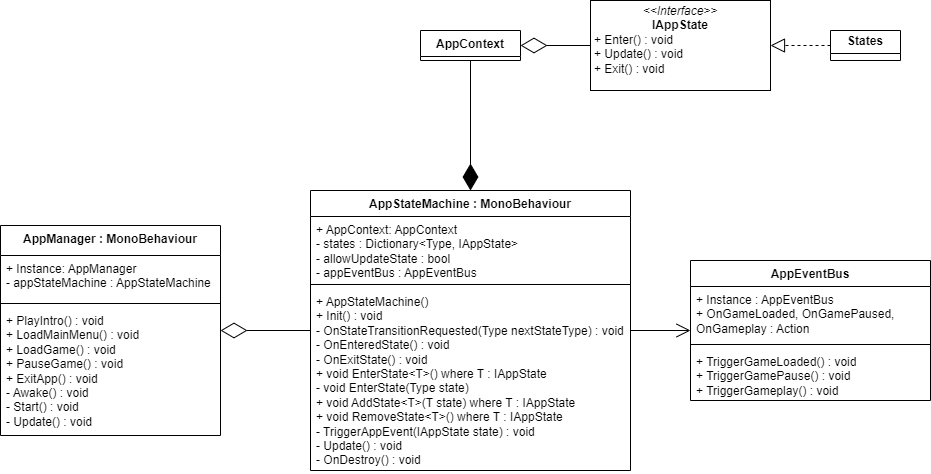 <<Interface>>
IAppState
+ Enter() : void
+ Update() : void
+ Exit() : void
AppContext
States
AppStateMachine : MonoBehaviour
+ AppContext: AppContext
- states : Dictionary<Type, IAppState>
- allowUpdateState : bool
- appEventBus : AppEventBus
+ AppStateMachine()
+ Init() : void
- OnStateTransitionRequested(Type nextStateType) : void
- OnEnteredState() : void
- OnExitState() : void
+ void EnterState<T>() where T : IAppState
- void EnterState(Type state)
+ void AddState<T>(T state) where T : IAppState
+ void RemoveState<T>() where T : IAppState
- TriggerAppEvent(IAppState state) : void
- Update() : void
- OnDestroy() : void
AppManager : MonoBehaviour
+ Instance: AppManager
- appStateMachine : AppStateMachine
+ PlayIntro() : void
+ LoadMainMenu() : void
+ LoadGame() : void
+ PauseGame() : void
+ ExitApp() : void
- Awake() : void
- Start() : void
- Update() : void
AppEventBus
+ Instance : AppEventBus
+ OnGameLoaded, OnGamePaused,
OnGameplay : Action
+ TriggerGameLoaded() : void
+ TriggerGamePause() : void
+ TriggerGameplay() : void